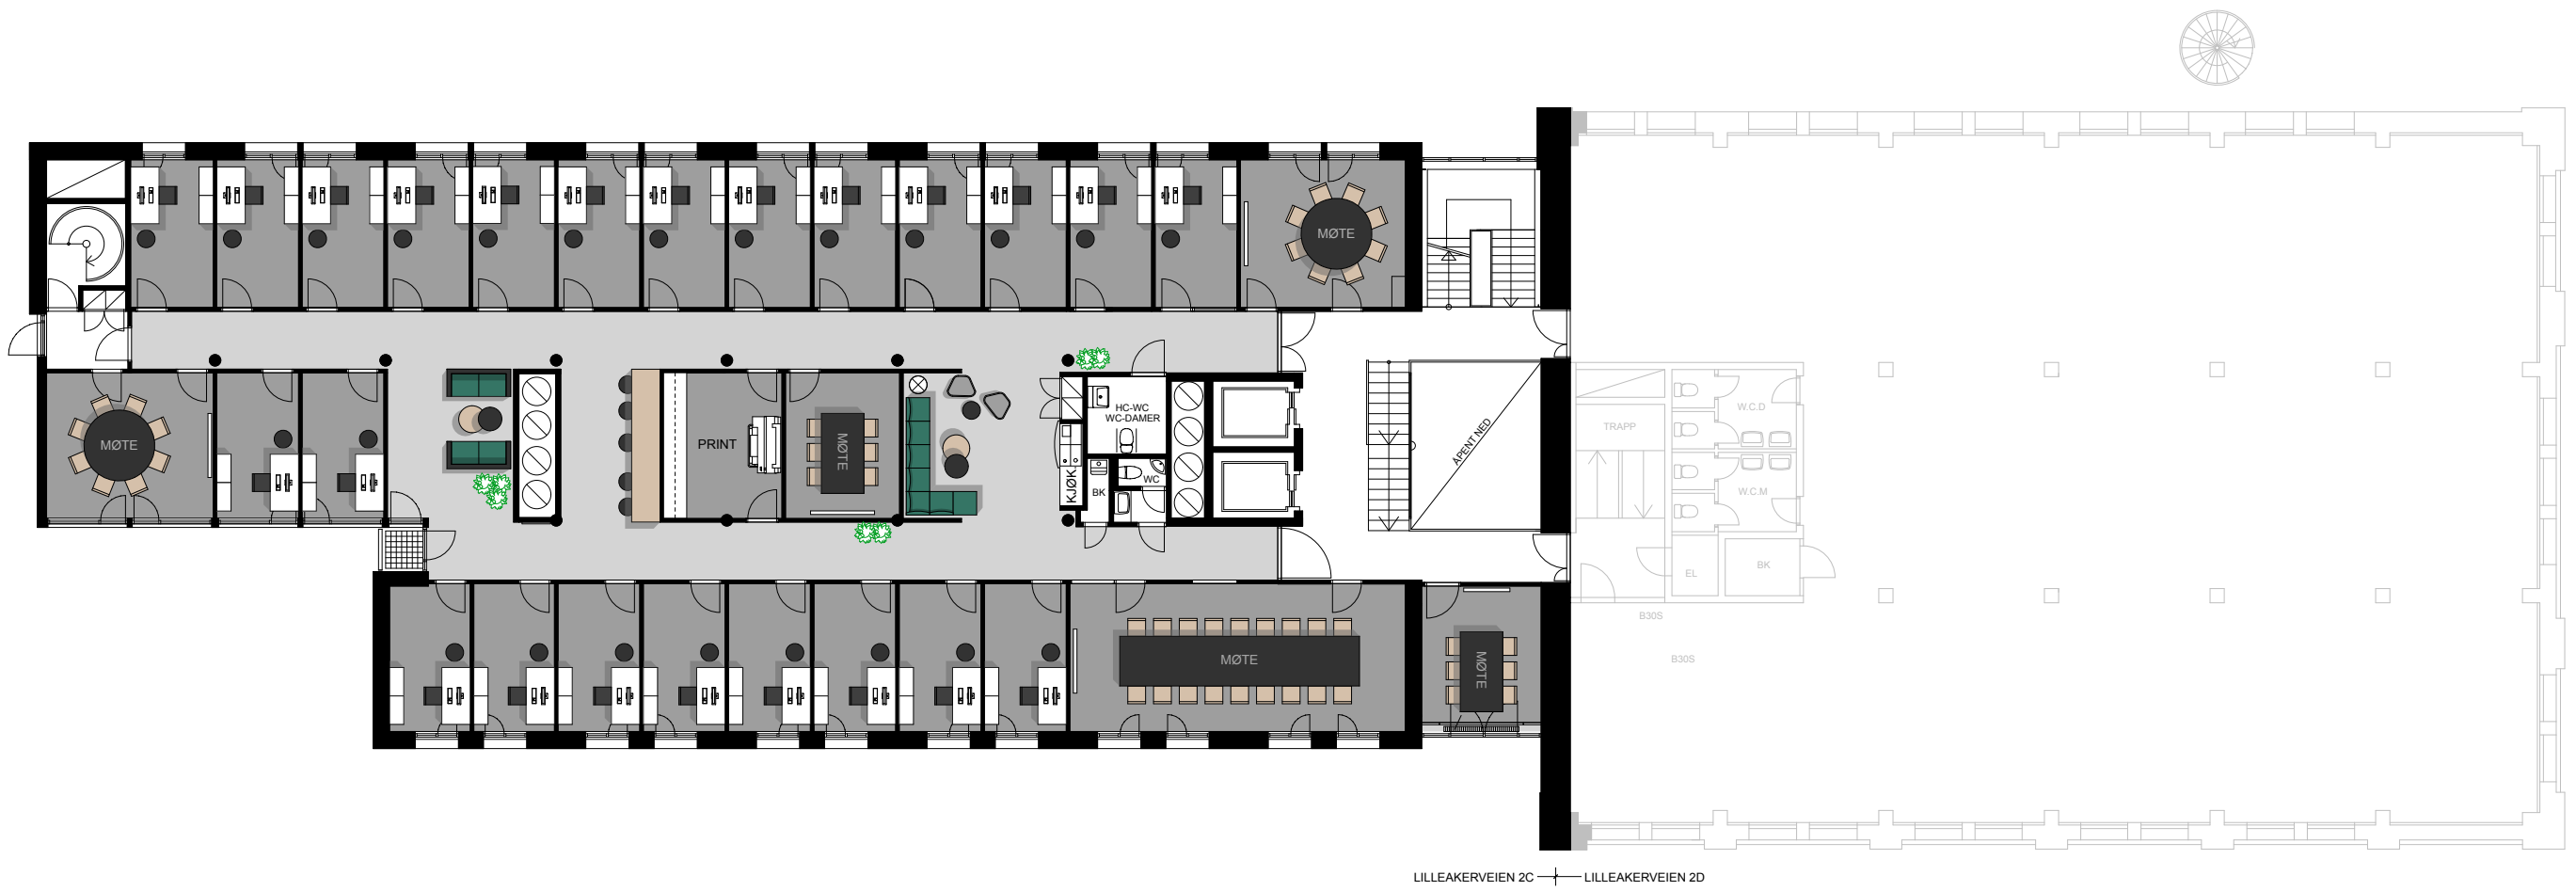 MØTE
MØTE
PRINT
MØTE
KJØK.
HC-WC
WC-DAMER
BK
WC
ÅPENT NED
TRAPP
W.C.D
W.C.M
EL
BK
B30S
B30S
MØTE
MØTE
LILLEAKERVEIEN 2C
LILLEAKERVEIEN 2D